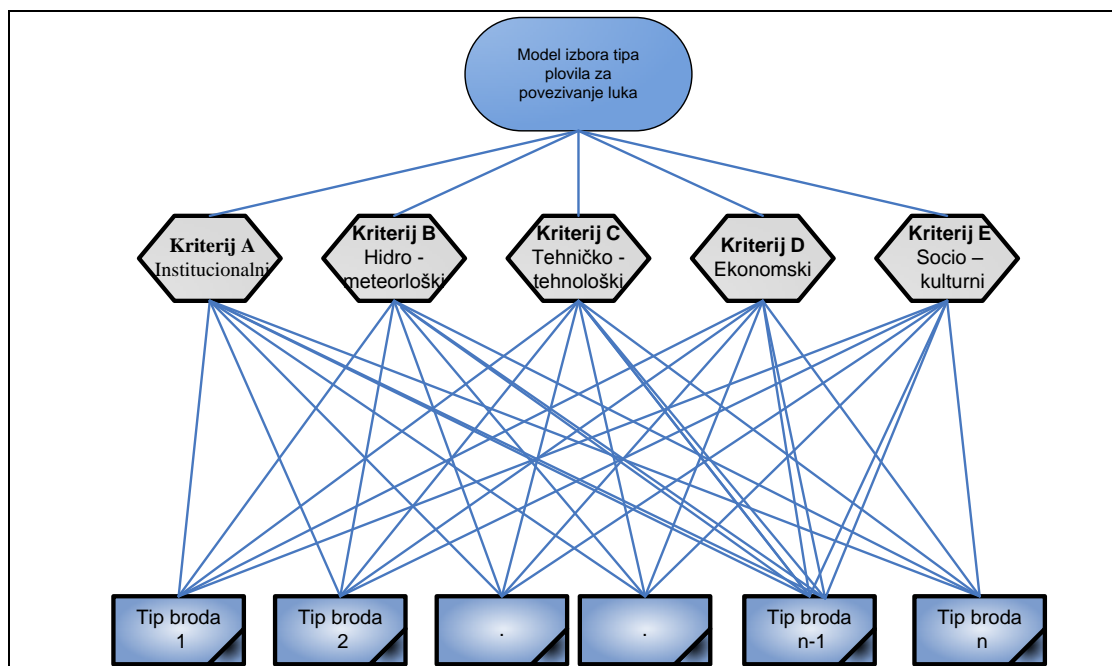 Model izbora tipa
plovila za
povezivanje luka
Kriterij A
Institucionalni
Kriterij B
Hidro -
meteorloški
Kriterij C
Tehničko -
tehnološki
Kriterij D
Ekonomski
Kriterij E
Socio –
kulturni
Tip broda
1
Tip broda
2
.
.
Tip broda
n-1
Tip broda
n